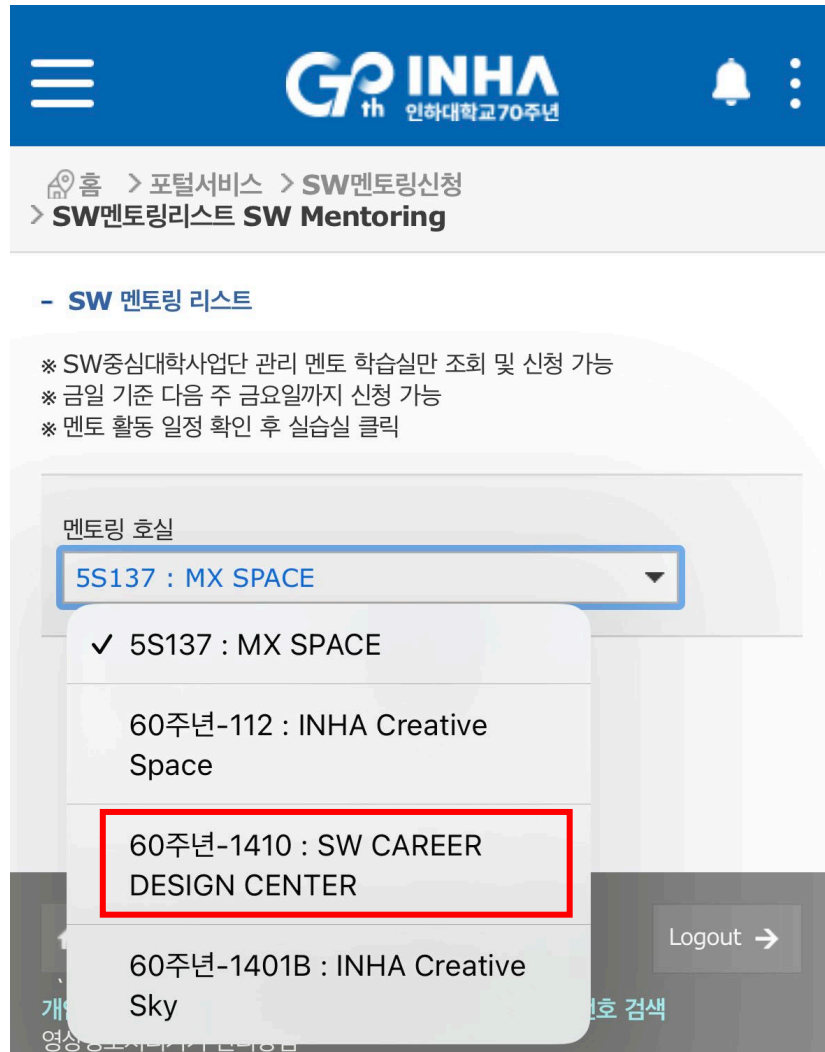 INHA
th 인하대학교70주년
홈 > 포털서비스 > SW멘토링신청
> SW멘토링리스트 SW Mentoring
- SW 멘토링 리스트
※ SW중심대학사업단 관리 멘토 학습실만 조회 및 신청 가능
※ 금일 기준 다음 주 금요일까지 신청 가능
※ 멘토 활동 일정 확인 후 실습실 클릭
멘토링 호실
5S137 : MX SPACE
✓ 5S137 : MX SPACE
60주년-112 : INHA Creative
Space
60주년-1410 : SW CAREER
DESIGN CENTER
60주년-1401B : INHA Creative
Sky
Logout →
검색